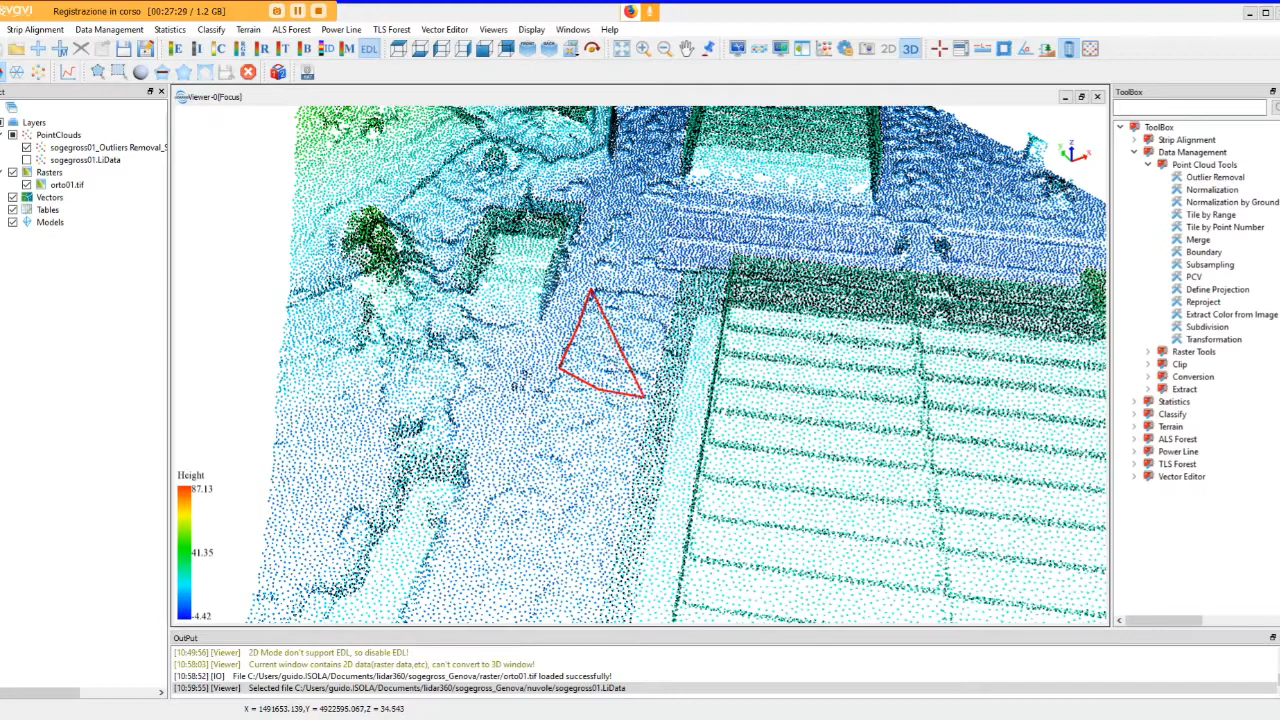 Registrazione in corso [00:27:29 / 1.2 GB]
Strip Alignment Data Management Statistics Classify Terrain ALS Forest Power Line TLS Forest Vector Editor Viewers Display Windows Help
E I C R T B ID M EDL 2D 3D
Viewer-0[Focus]
ToolBox
Layers
PointClouds
sogegross01_Outliers Removal_S
sogegross01.LiData
Rasters
orto01.tif
Vectors
Tables
Models
z
y
x
Height
87.13
41.35
-4.42
ToolBox
Strip Alignment
Data Management
Point Cloud Tools
Outlier Removal
Normalization
Normalization by Ground
Tile by Range
Tile by Point Number
Merge
Boundary
Subsampling
PCV
Define Projection
Reproject
Extract Color from Image
Subdivision
Transformation
Raster Tools
Clip
Conversion
Extract
Statistics
Classify
Terrain
ALS Forest
Power Line
TLS Forest
Vector Editor
OutPut
[10:49:56] [Viewer] 2D Mode don't support EDL, so disable EDL!
[10:58:03] [Viewer] Current window contains 2D data(raster data,etc), can't convert to 3D window!
[10:58:52] [IO] File C:/Users/guido.ISOLA/Documents/lidar360/sogegross_Genova/raster/orto01.tif loaded successfully!
[10:59:55] [Viewer] Selected file C:/Users/guido.ISOLA/Documents/lidar360/sogegross_Genova/nuvole/sogegross01.LiData
X = 1491653.139,Y = 4922595.067,Z = 34.543